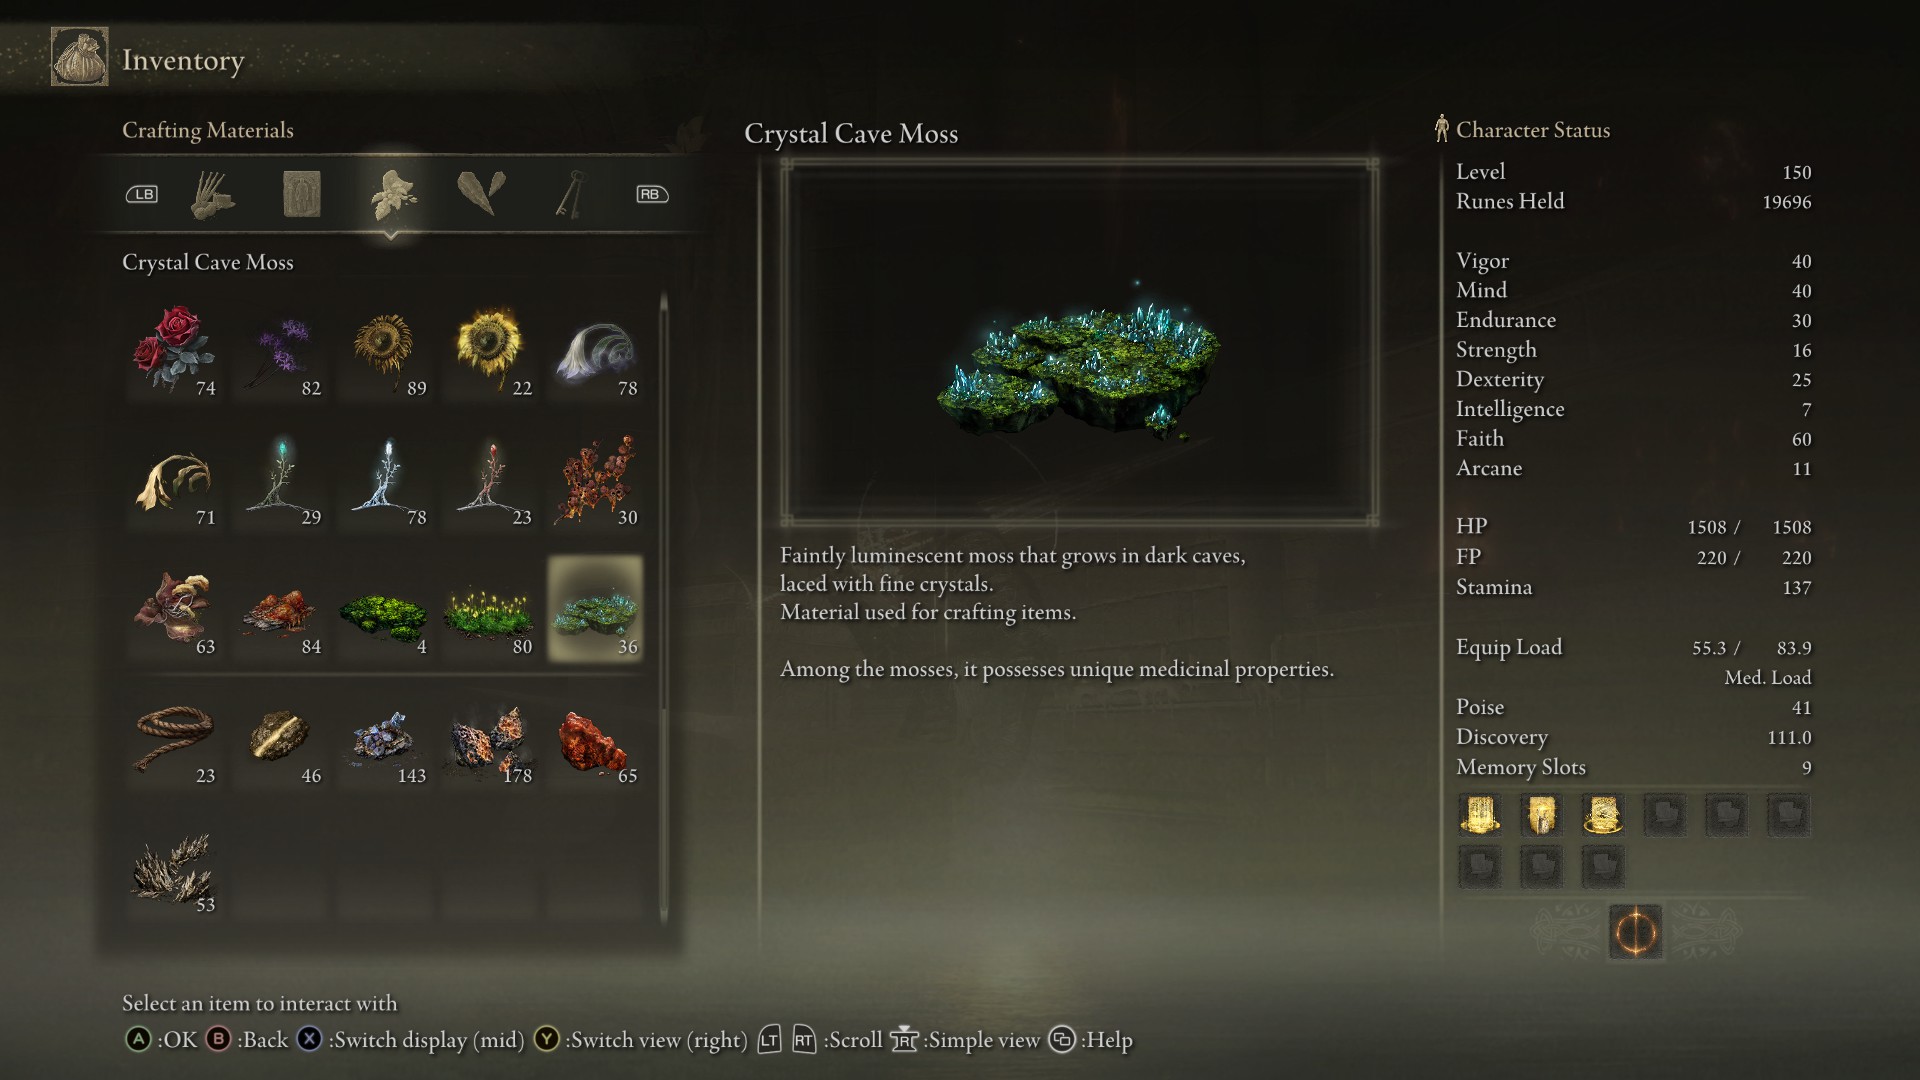 Inventory
Crafting Materials
LB
RB
Crystal Cave Moss
74 82 89 22 78
71 29 78 23 30
63 84 4 80 36
23 46 143 178 65
53
Crystal Cave Moss
Faintly luminescent moss that grows in dark caves,
laced with fine crystals.
Material used for crafting items.
Among the mosses, it possesses unique medicinal properties.
Character Status
Level 150
Runes Held 19696
Vigor 40
Mind 40
Endurance 30
Strength 16
Dexterity 25
Intelligence 7
Faith 60
Arcane 11
HP 1508 / 1508
FP 220 / 220
Stamina 137
Equip Load 55.3 / 83.9
Med. Load
Poise 41
Discovery 111.0
Memory Slots 9
Select an item to interact with
A :OK B :Back X :Switch display (mid) Y :Switch view (right) LT RT :Scroll R :Simple view :Help